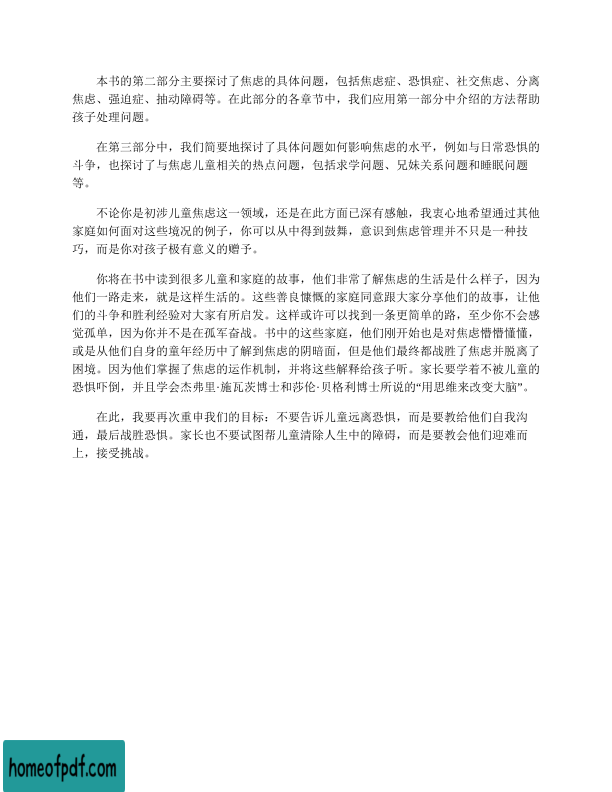 本书的第二部分主要探讨了焦虑的具体问题，包括焦虑症、恐惧症、社交焦虑、分离
焦虑、强迫症、抽动障碍等。在此部分的各章节中，我们应用第一部分中介绍的方法帮助
孩子处理问题。
在第三部分中，我们简要地探讨了具体问题如何影响焦虑的水平，例如与日常恐惧的
斗争，也探讨了与焦虑儿童相关的热点问题，包括求学问题、兄妹关系问题和睡眠问题
等。
不论你是初涉儿童焦虑这一领域，还是在此方面已深有感触，我衷心地希望通过其他
家庭如何面对这些境况的例子，你可以从中得到鼓舞，意识到焦虑管理并不只是一种技
巧，而是你对孩子极有意义的赠予。
你将在书中读到很多儿童和家庭的故事，他们非常了解焦虑的生活是什么样子，因为
他们一路走来，就是这样生活的。这些善良慷慨的家庭同意跟大家分享他们的故事，让他
们的斗争和胜利经验对大家有所启发。这样或许可以找到一条更简单的路，至少你不会感
觉孤单，因为你并不是在孤军奋战。书中的这些家庭，他们刚开始也是对焦虑懵懵懂懂，
或是从他们自身的童年经历中了解到焦虑的阴暗面，但是他们最终都战胜了焦虑并脱离了
困境。因为他们掌握了焦虑的运作机制，并将这些解释给孩子听。家长要学着不被儿童的
恐惧吓倒，并且学会杰弗里·施瓦茨博士和莎伦·贝格利博士所说的“用思维来改变大脑”。
在此，我要再次重申我们的目标：不要告诉儿童远离恐惧，而是要教给他们自我沟
通，最后战胜恐惧。家长也不要试图帮儿童清除人生中的障碍，而是要教会他们迎难而
上，接受挑战。
homeofpdf.com